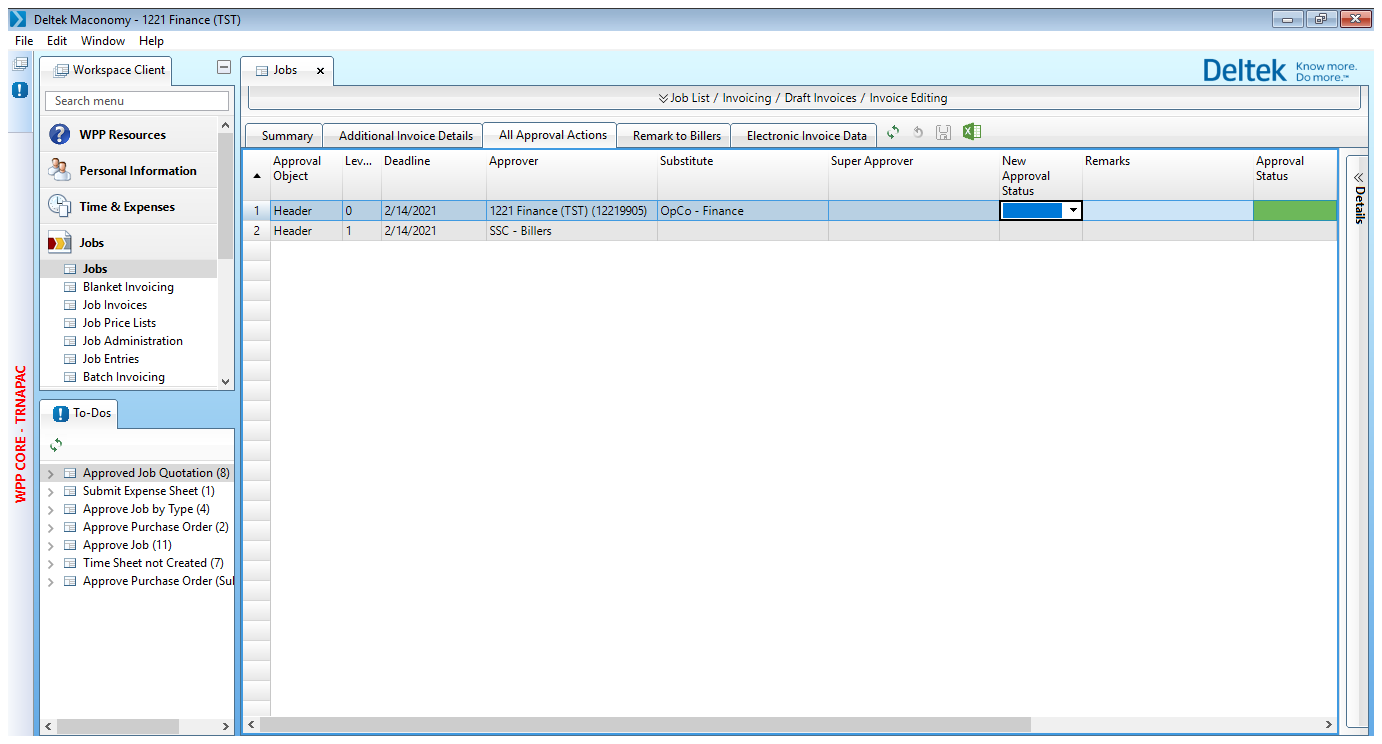 Deltek Maconomy - 1221 Finance (TST)
File Edit Window Help
Workspace Client
Search menu
WPP Resources
Personal Information
Time & Expenses
Jobs
Jobs
Blanket Invoicing
Job Invoices
Job Price Lists
Job Administration
Job Entries
Batch Invoicing
To-Dos
Approved Job Quotation (8)
Submit Expense Sheet (1)
Approve Job by Type (4)
Approve Purchase Order (2)
Approve Job (11)
Time Sheet not Created (7)
Approve Purchase Order (Sul
WPP CORE - TRNAPAC
Jobs
Deltek Know more.
Do more.™
Job List / Invoicing / Draft Invoices / Invoice Editing
Summary Additional Invoice Details All Approval Actions Remark to Billers Electronic Invoice Data
Approval Lev... Deadline Approver Substitute Super Approver New Remarks Approval
Object Approval Status
Status
1 Header 0 2/14/2021 1221 Finance (TST) (12219905) OpCo - Finance
2 Header 1 2/14/2021 SSC - Billers
Details